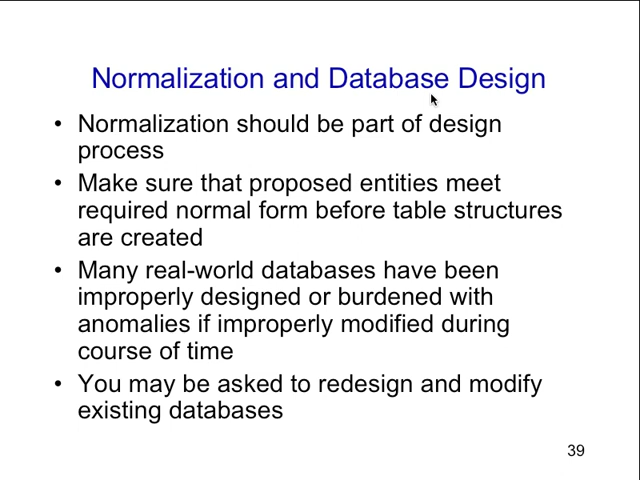 Normalization and Database Design
• Normalization should be part of design
process
• Make sure that proposed entities meet
required normal form before table structures
are created
• Many real-world databases have been
improperly designed or burdened with
anomalies if improperly modified during
course of time
• You may be asked to redesign and modify
existing databases
39